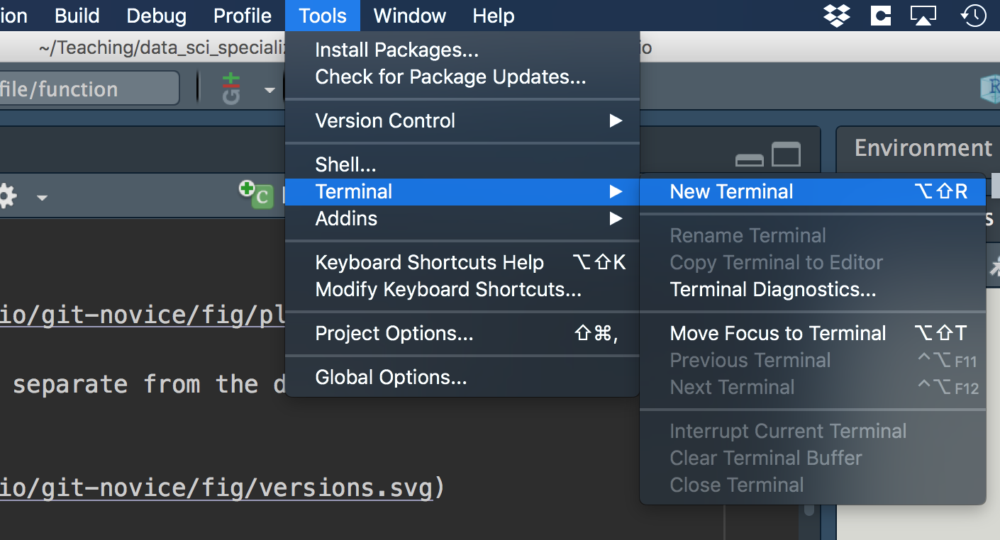 ion Build Debug Profile Tools Window Help
~/Teaching/data_sci_speciali io
file/function
GIt
Install Packages...
Check for Package Updates...
Version Control
Shell...
Terminal
Addins
Keyboard Shortcuts Help ⌥⇧K
Modify Keyboard Shortcuts...
Project Options... ⇧⌘,
Global Options...
Environment
New Terminal ⌥⇧R
Rename Terminal
Copy Terminal to Editor
Terminal Diagnostics...
Move Focus to Terminal ⌥⇧T
Previous Terminal ^⌥F11
Next Terminal ^⌥F12
Interrupt Current Terminal
Clear Terminal Buffer
Close Terminal
C
R
s
io/git-novice/fig/pl
separate from the d
io/git-novice/fig/versions.svg)